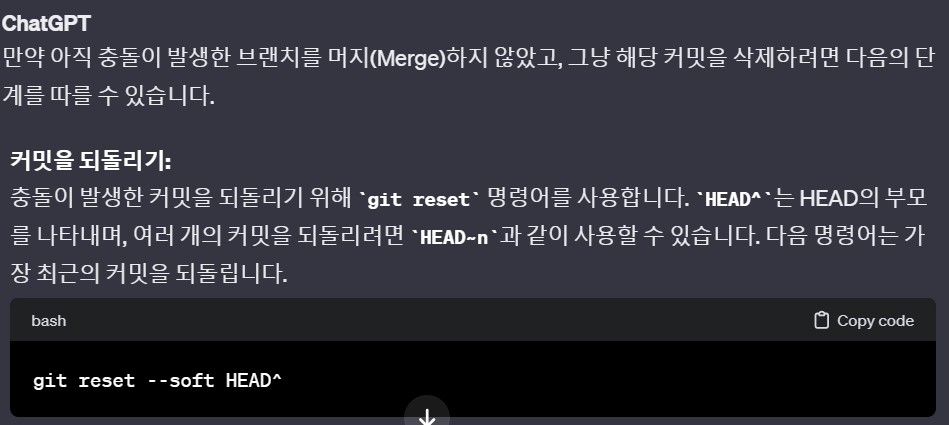 ChatGPT
만약 아직 충돌이 발생한 브랜치를 머지(Merge)하지 않았고, 그냥 해당 커밋을 삭제하려면 다음의 단
계를 따를 수 있습니다.
커밋을 되돌리기:
충돌이 발생한 커밋을 되돌리기 위해 `git reset` 명령어를 사용합니다. `HEAD^`는 HEAD의 부모
를 나타내며, 여러 개의 커밋을 되돌리려면 `HEAD~n`과 같이 사용할 수 있습니다. 다음 명령어는 가
장 최근의 커밋을 되돌립니다.
bash Copy code
git reset --soft HEAD^